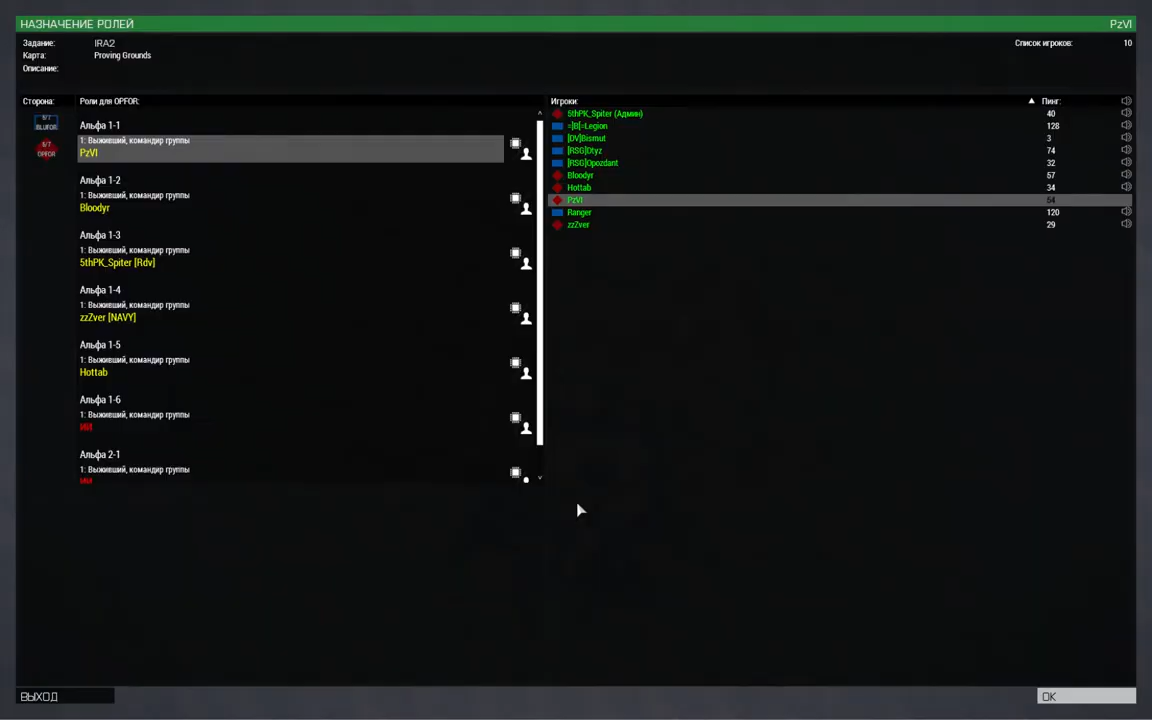 НАЗНАЧЕНИЕ РОЛЕЙ
PzVI
Задание: IRA2
Список игроков: 10
Карта: Proving Grounds
Описание:
Сторона:
Роли для OPFOR:
5/7
BLUFOR
5/7
OPFOR
Альфа 1-1
1: Выживший, командир группы
PzVI
Альфа 1-2
1: Выживший, командир группы
Bloodyr
Альфа 1-3
1: Выживший, командир группы
5thPK_Spiter [Rdv]
Альфа 1-4
1: Выживший, командир группы
zzZver [NAVY]
Альфа 1-5
1: Выживший, командир группы
Hottab
Альфа 1-6
1: Выживший, командир группы
ИИ
Альфа 2-1
1: Выживший, командир группы
ИИ
Игроки: Пинг:
5thPK_Spiter (Админ) 40
=]B[=Legion 128
[DV]Bismut 3
[RSG]Dtyz 74
[RSG]Opozdant 32
Bloodyr 57
Hottab 34
PzVI 54
Ranger 120
zzZver 29
ВЫХОД
OK